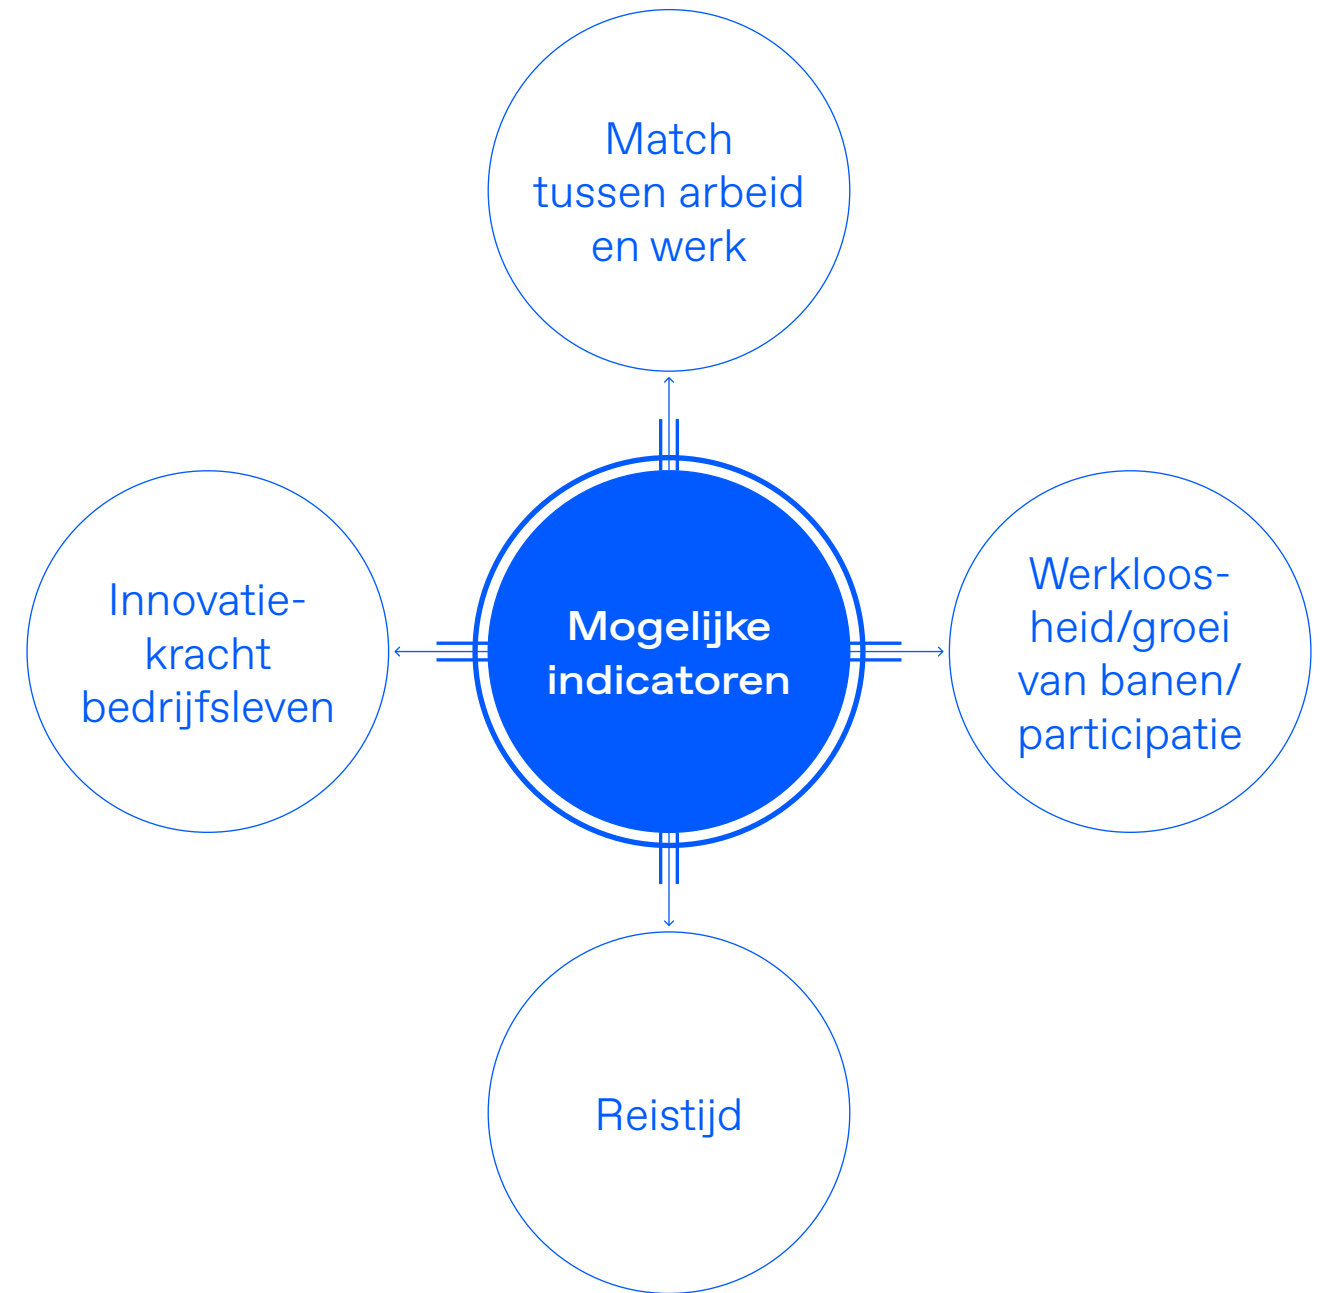 Match
tussen arbeid
en werk
Innovatie-
kracht
bedrijfsleven
Mogelijke
indicatoren
Werkloos-
heid/groei
van banen/
participatie
Reistijd